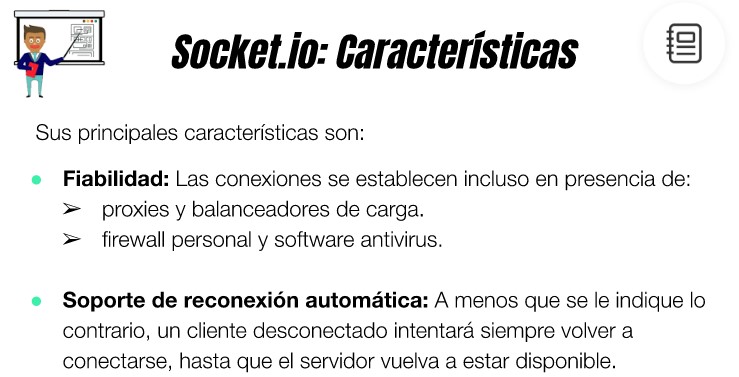 Socket.io: Características
Sus principales características son:
● Fiabilidad: Las conexiones se establecen incluso en presencia de:
➢ proxies y balanceadores de carga.
➢ firewall personal y software antivirus.
● Soporte de reconexión automática: A menos que se le indique lo
contrario, un cliente desconectado intentará siempre volver a
conectarse, hasta que el servidor vuelva a estar disponible.